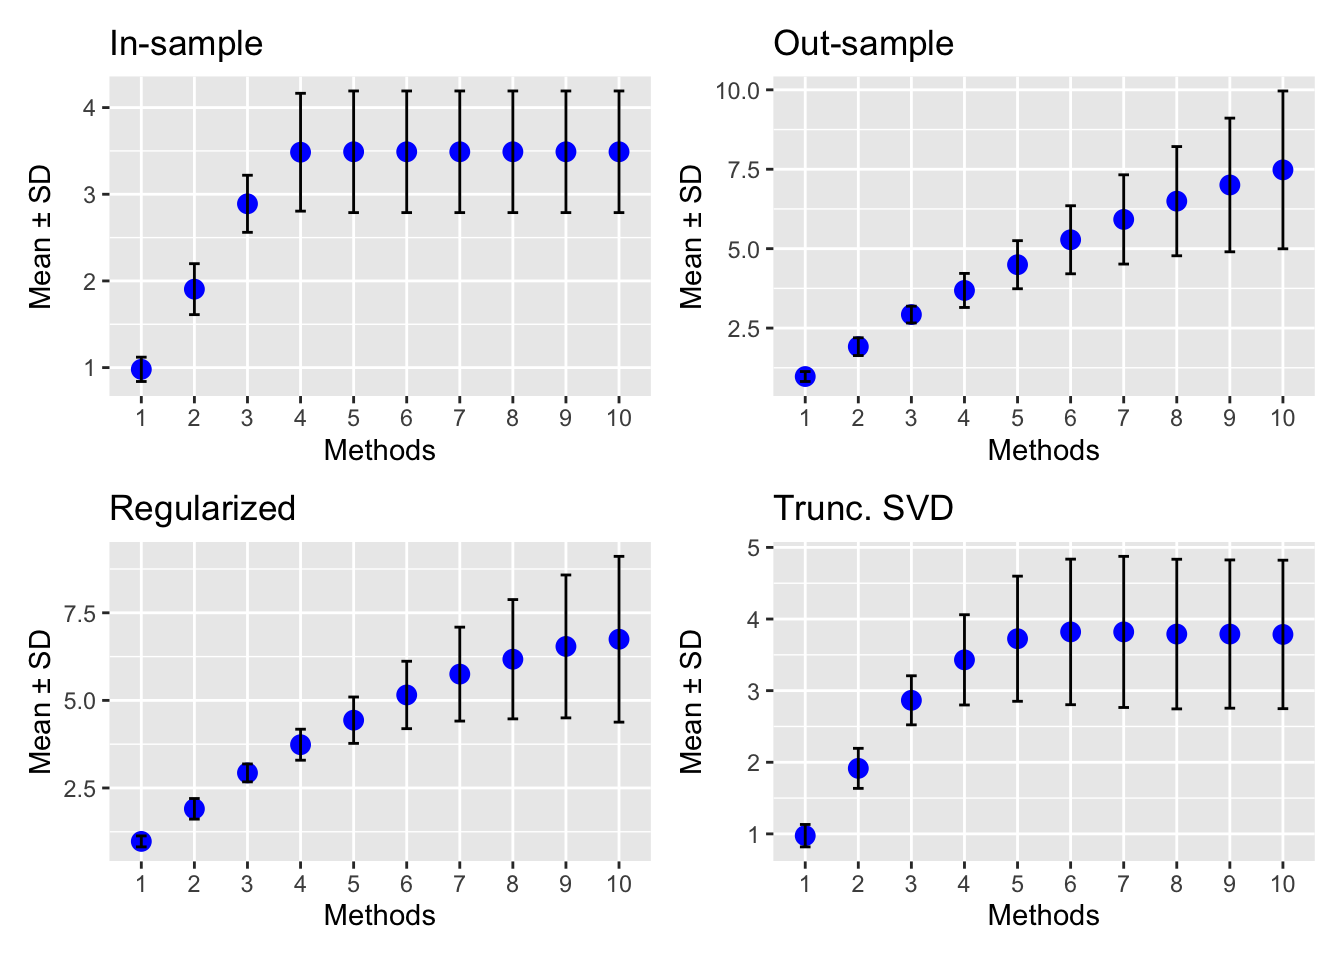 In-sample
Mean ± SD
4
3
2
1
1 2 3 4 5 6 7 8 9 10
Methods
Out-sample
Mean ± SD
10.0
7.5
5.0
2.5
1 2 3 4 5 6 7 8 9 10
Methods
Regularized
Mean ± SD
7.5
5.0
2.5
1 2 3 4 5 6 7 8 9 10
Methods
Trunc. SVD
Mean ± SD
5
4
3
2
1
1 2 3 4 5 6 7 8 9 10
Methods